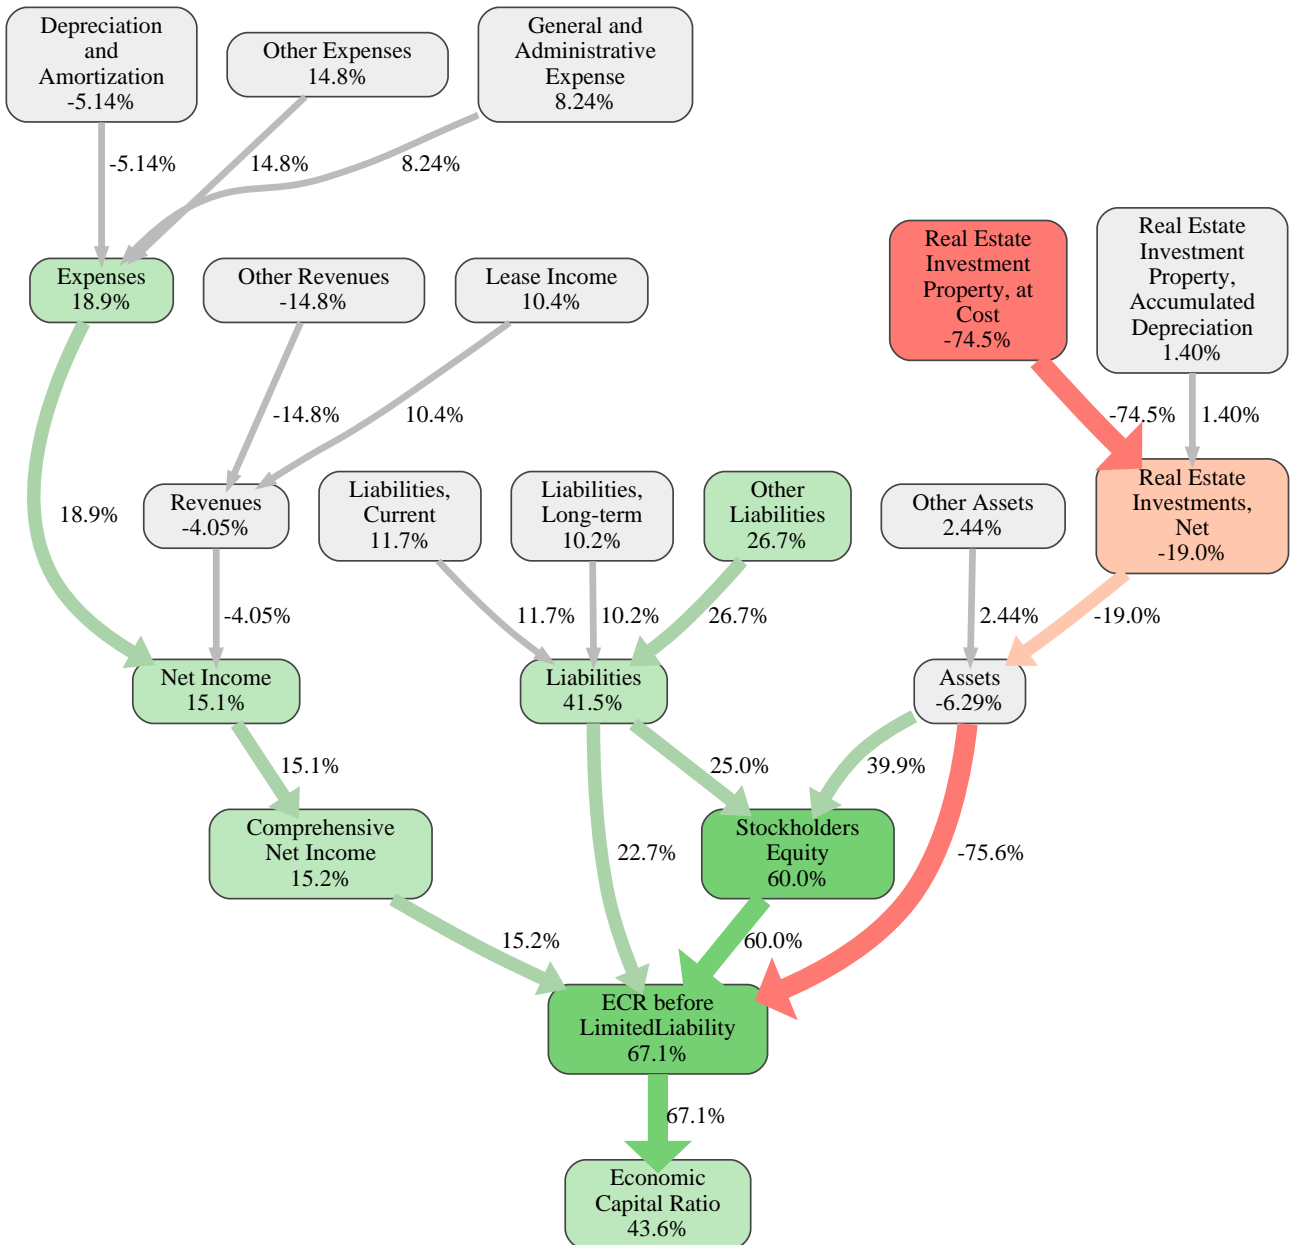 Depreciation
and
Amortization
-5.14%
Other Expenses
14.8%
General and
Administrative
Expense
8.24%
-5.14%
14.8%
8.24%
Expenses
18.9%
Other Revenues
-14.8%
Lease Income
10.4%
Real Estate
Investment
Property, at
Cost
-74.5%
Real Estate
Investment
Property,
Accumulated
Depreciation
1.40%
-14.8%
10.4%
-74.5%
1.40%
18.9%
Revenues
-4.05%
Liabilities,
Current
11.7%
Liabilities,
Long-term
10.2%
Other
Liabilities
26.7%
Other Assets
2.44%
Real Estate
Investments,
Net
-19.0%
-4.05%
11.7%
10.2%
26.7%
2.44%
-19.0%
Net Income
15.1%
Liabilities
41.5%
Assets
-6.29%
15.1%
25.0%
39.9%
Comprehensive
Net Income
15.2%
22.7%
Stockholders
Equity
60.0%
-75.6%
15.2%
60.0%
ECR before
LimitedLiability
67.1%
67.1%
Economic
Capital Ratio
43.6%